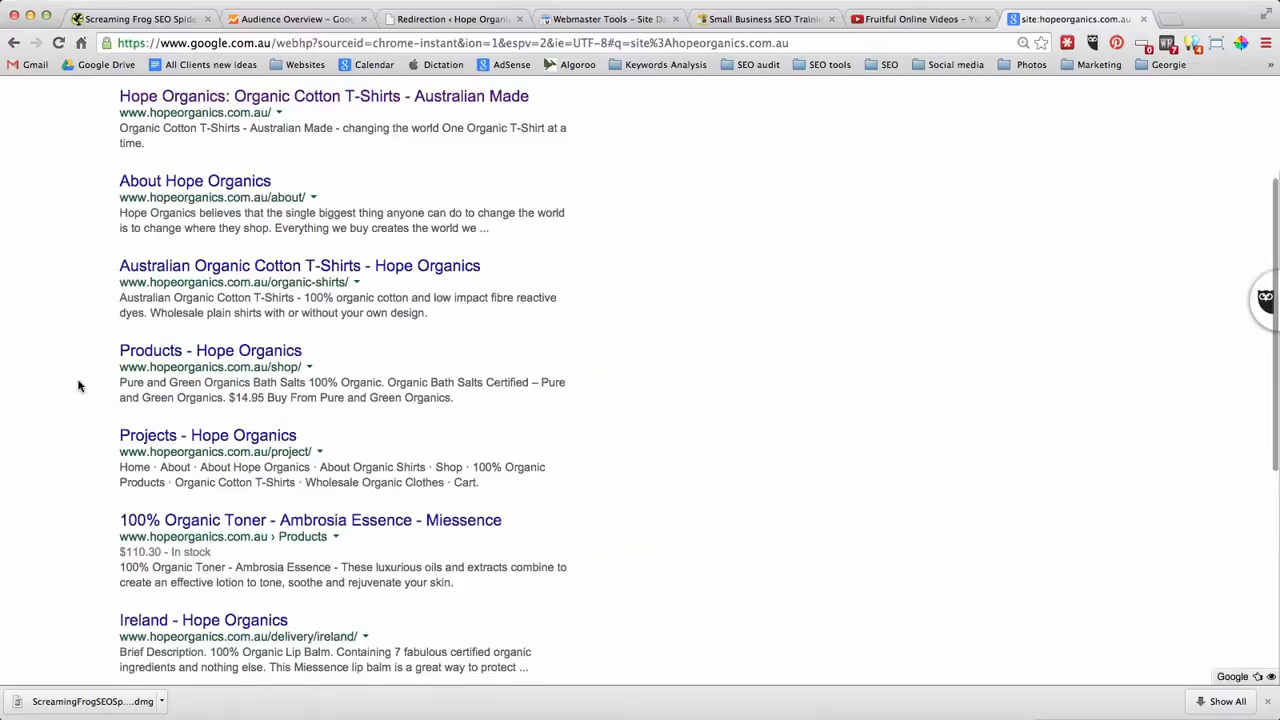 Screaming Frog SEO Spide
Audience Overview – Goog
Redirection ‹ Hope Organi
Webmaster Tools – Site Da
Small Business SEO Trainin
Fruitful Online Videos – Yo
site:hopeorganics.com.au
https://www.google.com.au/webhp?sourceid=chrome-instant&ion=1&espv=2&ie=UTF-8#q=site%3Ahopeorganics.com.au
Gmail
Google Drive
All Clients new ideas
Websites
Calendar
Dictation
AdSense
Algoroo
Keywords Analysis
SEO audit
SEO tools
SEO
Social media
Photos
Marketing
Georgie
»
Hope Organics: Organic Cotton T-Shirts - Australian Made
www.hopeorganics.com.au/
Organic Cotton T-Shirts - Australian Made - changing the world One Organic T-Shirt at a
time.
About Hope Organics
www.hopeorganics.com.au/about/
Hope Organics believes that the single biggest thing anyone can do to change the world
is to change where they shop. Everything we buy creates the world we ...
Australian Organic Cotton T-Shirts - Hope Organics
www.hopeorganics.com.au/organic-shirts/
Australian Organic Cotton T-Shirts - 100% organic cotton and low impact fibre reactive
dyes. Wholesale plain shirts with or without your own design.
Products - Hope Organics
www.hopeorganics.com.au/shop/
Pure and Green Organics Bath Salts 100% Organic. Organic Bath Salts Certified – Pure
and Green Organics. $14.95 Buy From Pure and Green Organics.
Projects - Hope Organics
www.hopeorganics.com.au/project/
Home · About · About Hope Organics · About Organic Shirts · Shop · 100% Organic
Products · Organic Cotton T-Shirts · Wholesale Organic Clothes · Cart.
100% Organic Toner - Ambrosia Essence - Miessence
www.hopeorganics.com.au › Products
$110.30 - In stock
100% Organic Toner - Ambrosia Essence - These luxurious oils and extracts combine to
create an effective lotion to tone, soothe and rejuvenate your skin.
Ireland - Hope Organics
www.hopeorganics.com.au/delivery/ireland/
Brief Description. 100% Organic Lip Balm. Containing 7 fabulous certified organic
ingredients and nothing else. This Miessence lip balm is a great way to protect ...
Google
ScreamingFrogSEOSp....dmg
Show All